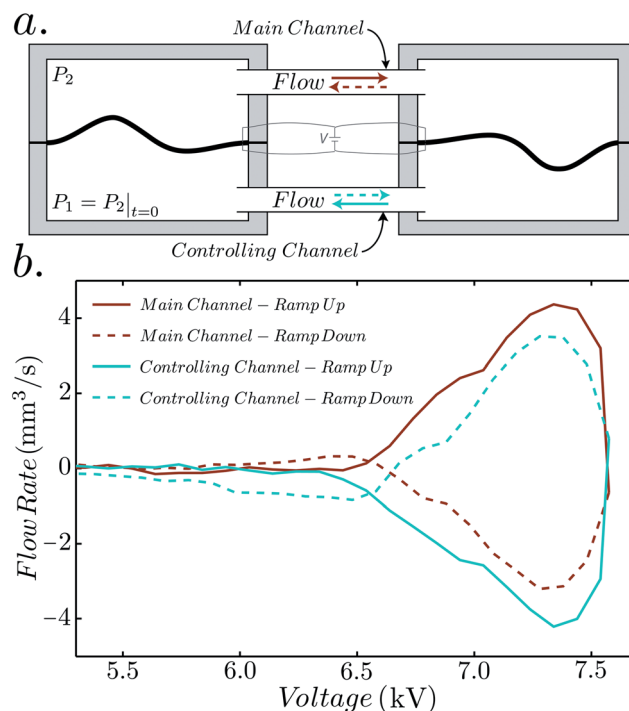 a.
Main Channel
P₂
Flow
V
P₁ = P₂|ₜ₌₀
Flow
Controlling Channel
b.
Main Channel – Ramp Up
Main Channel – Ramp Down
Controlling Channel – Ramp Up
Controlling Channel – Ramp Down
Flow Rate (mm³/s)
4
2
0
-2
-4
5.5 6.0 6.5 7.0 7.5
Voltage (kV)